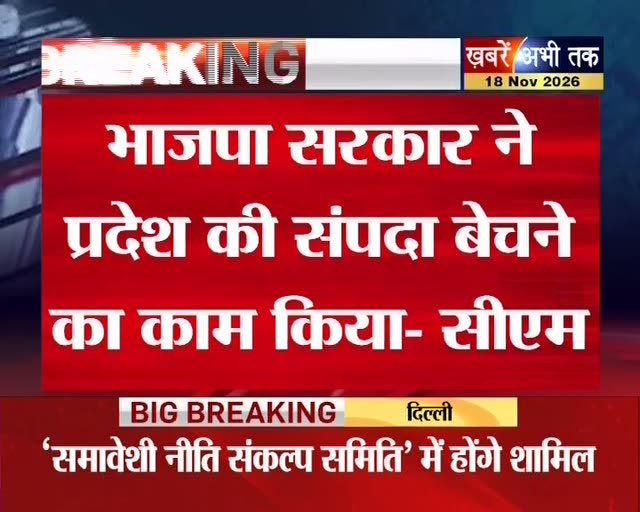 BREAKING
ख़बरें अभी तक
18 Nov 2026
भाजपा सरकार ने
प्रदेश की संपदा बेचने
का काम किया- सीएम
BIG BREAKING
दिल्ली
‘समावेशी नीति संकल्प समिति’ में होंगे शामिल